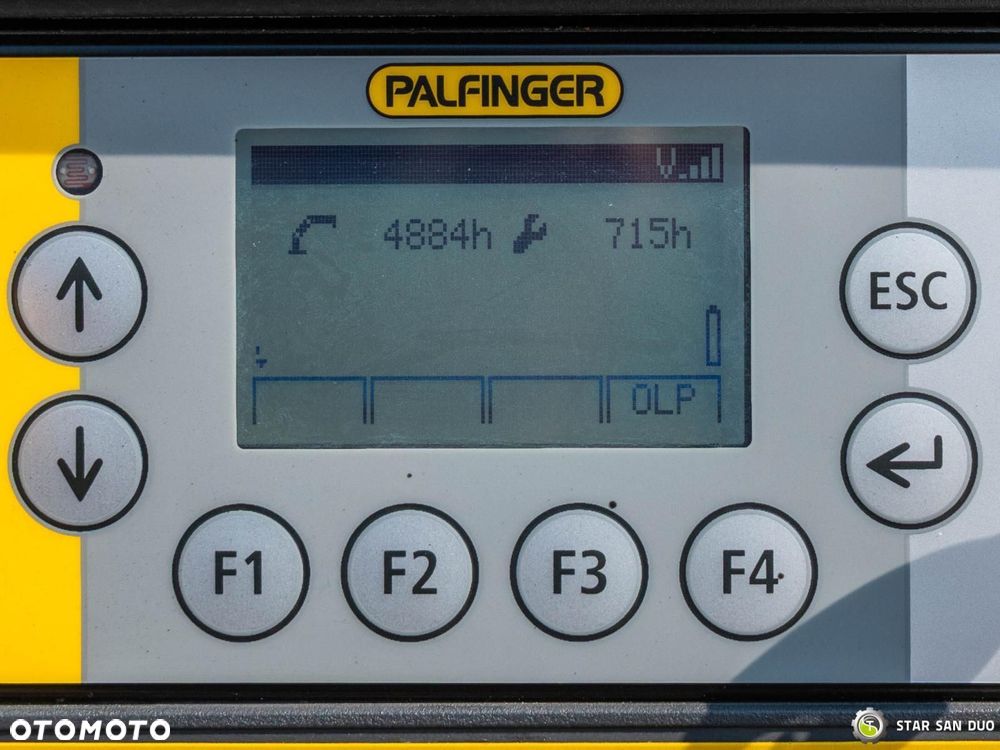 PALFINGER
V
4884h 715h
OLP
ESC
F1 F2 F3 F4
OTOMOTO
STAR SAN DUO